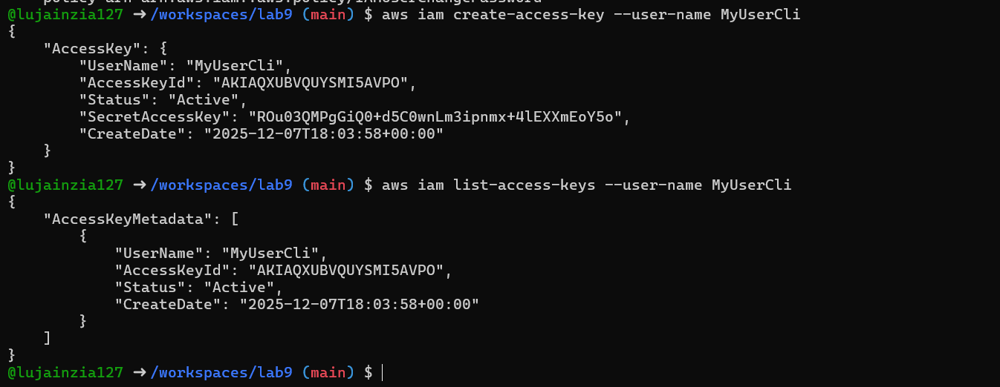 @lujainzia127 ➜ /workspaces/lab9 (main) $ aws iam create-access-key --user-name MyUserCli
{
    "AccessKey": {
        "UserName": "MyUserCli",
        "AccessKeyId": "AKIAQXUBVQUYSMI5AVPO",
        "Status": "Active",
        "SecretAccessKey": "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",
        "CreateDate": "2025-12-07T18:03:58+00:00"
    }
}
@lujainzia127 ➜ /workspaces/lab9 (main) $ aws iam list-access-keys --user-name MyUserCli
{
    "AccessKeyMetadata": [
        {
            "UserName": "MyUserCli",
            "AccessKeyId": "AKIAQXUBVQUYSMI5AVPO",
            "Status": "Active",
            "CreateDate": "2025-12-07T18:03:58+00:00"
        }
    ]
}
@lujainzia127 ➜ /workspaces/lab9 (main) $